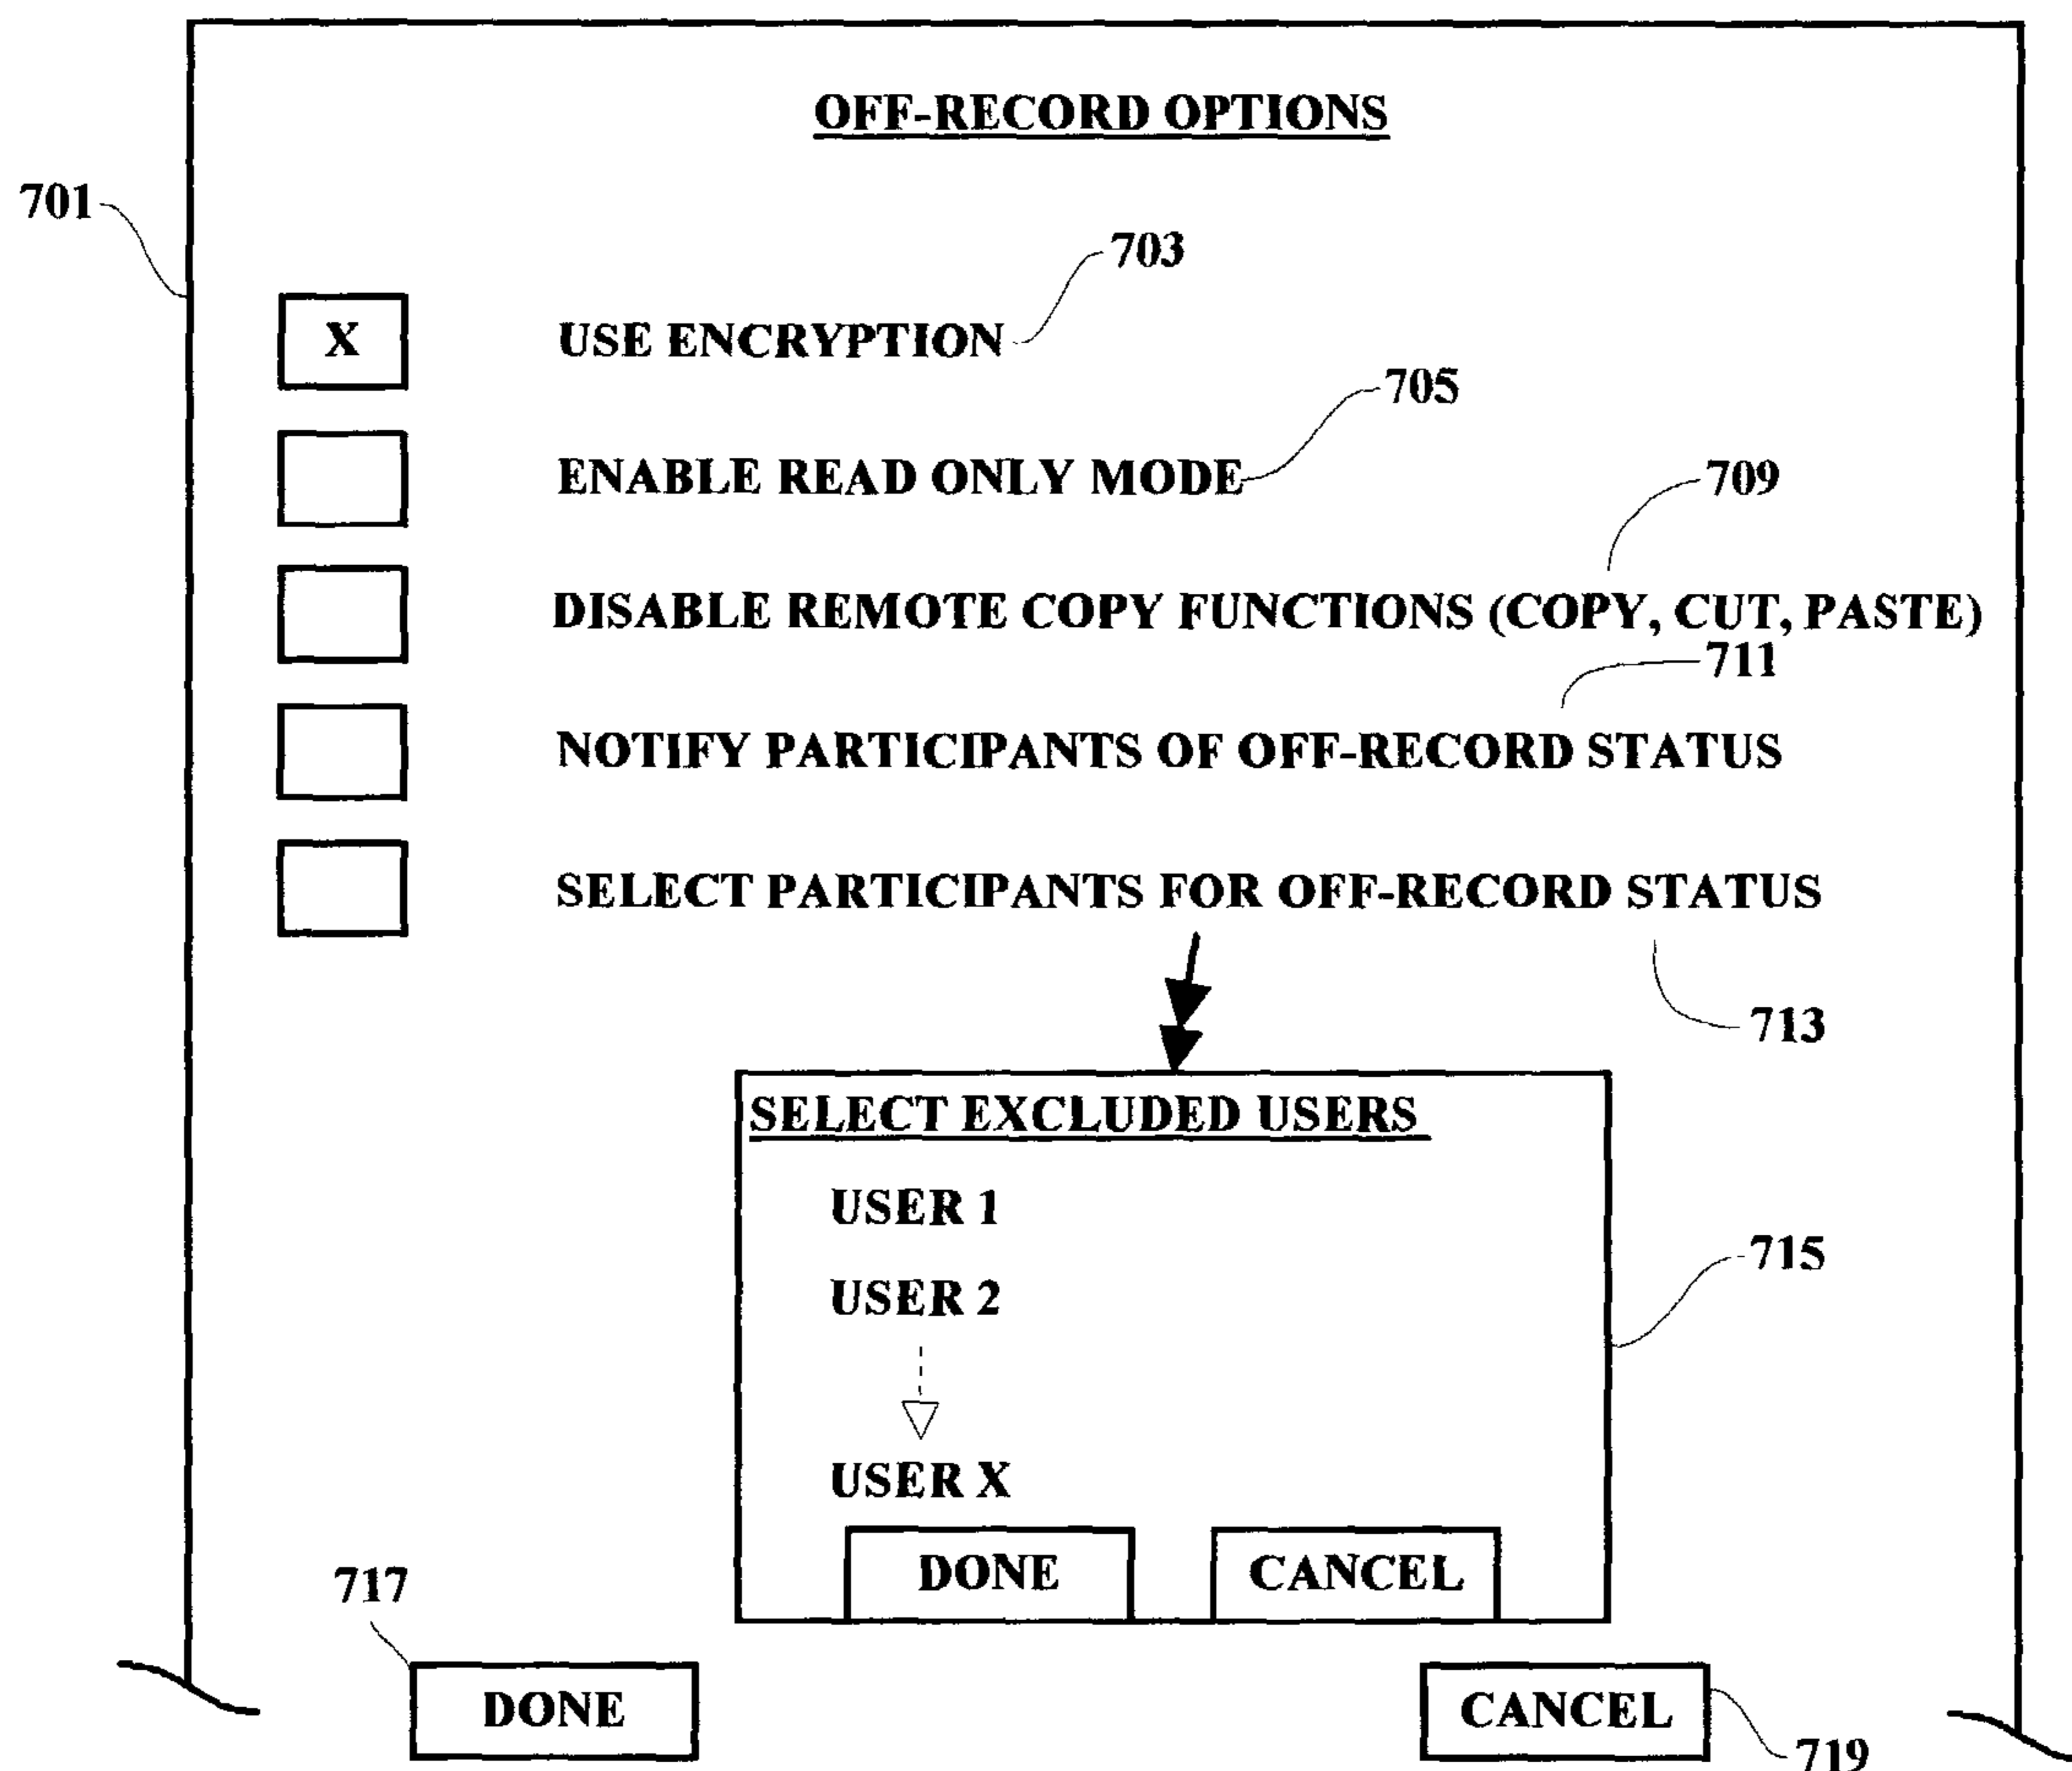 OFF-RECORD OPTIONS
701
703
X USE ENCRYPTION
705
ENABLE READ ONLY MODE
709
DISABLE REMOTE COPY FUNCTIONS (COPY, CUT, PASTE)
711
NOTIFY PARTICIPANTS OF OFF-RECORD STATUS
SELECT PARTICIPANTS FOR OFF-RECORD STATUS
713
SELECT EXCLUDED USERS
USER 1
715
USER 2
USER X
DONE CANCEL
717
DONE CANCEL
719